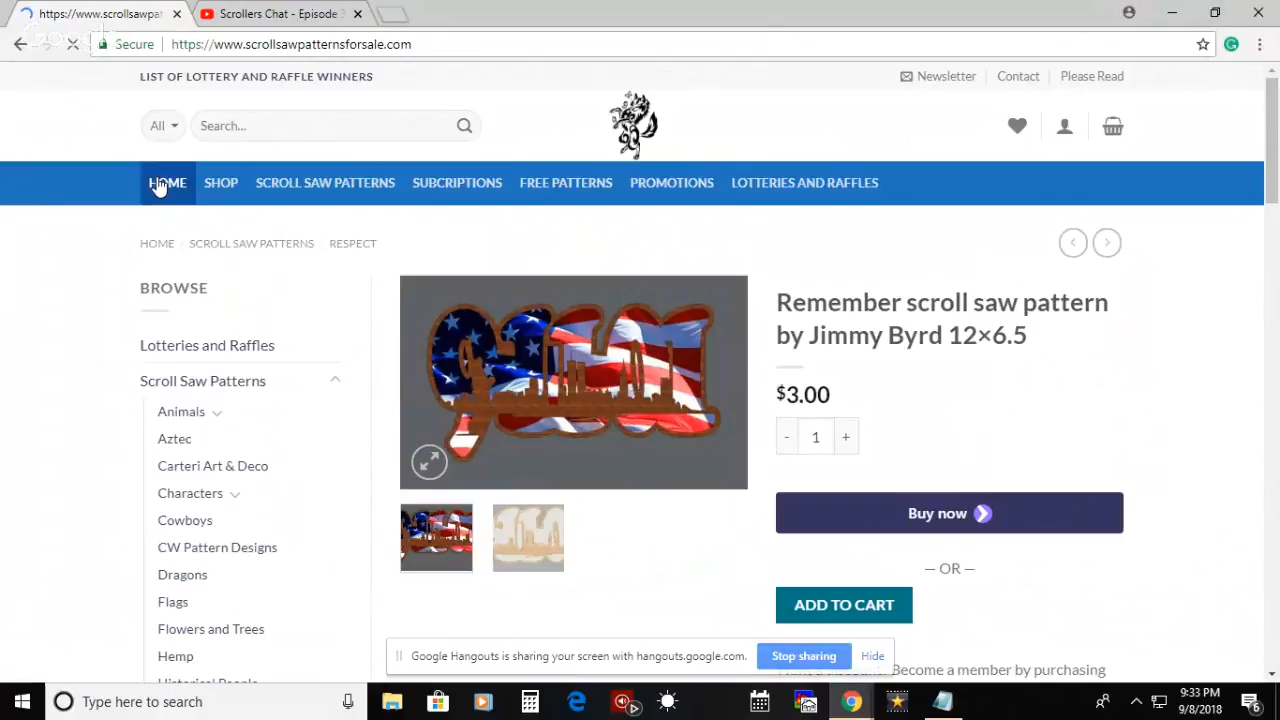 https://www.scrollsawpat
Scrollers Chat - Episode
Secure
https://www.scrollsawpatternsforsale.com
LIST OF LOTTERY AND RAFFLE WINNERS
Newsletter
Contact
Please Read
All
Search...
HOME
SHOP
SCROLL SAW PATTERNS
SUBCRIPTIONS
FREE PATTERNS
PROMOTIONS
LOTTERIES AND RAFFLES
HOME / SCROLL SAW PATTERNS / RESPECT
BROWSE
Lotteries and Raffles
Scroll Saw Patterns
Animals
Aztec
Carteri Art & Deco
Characters
Cowboys
CW Pattern Designs
Dragons
Flags
Flowers and Trees
Hemp
Remember scroll saw pattern
by Jimmy Byrd 12×6.5
$3.00
- 1 +
Buy now
— OR —
ADD TO CART
Become a member by purchasing
Google Hangouts is sharing your screen with hangouts.google.com.
Stop sharing
Hide
Type here to search
9:33 PM
9/8/2018
6